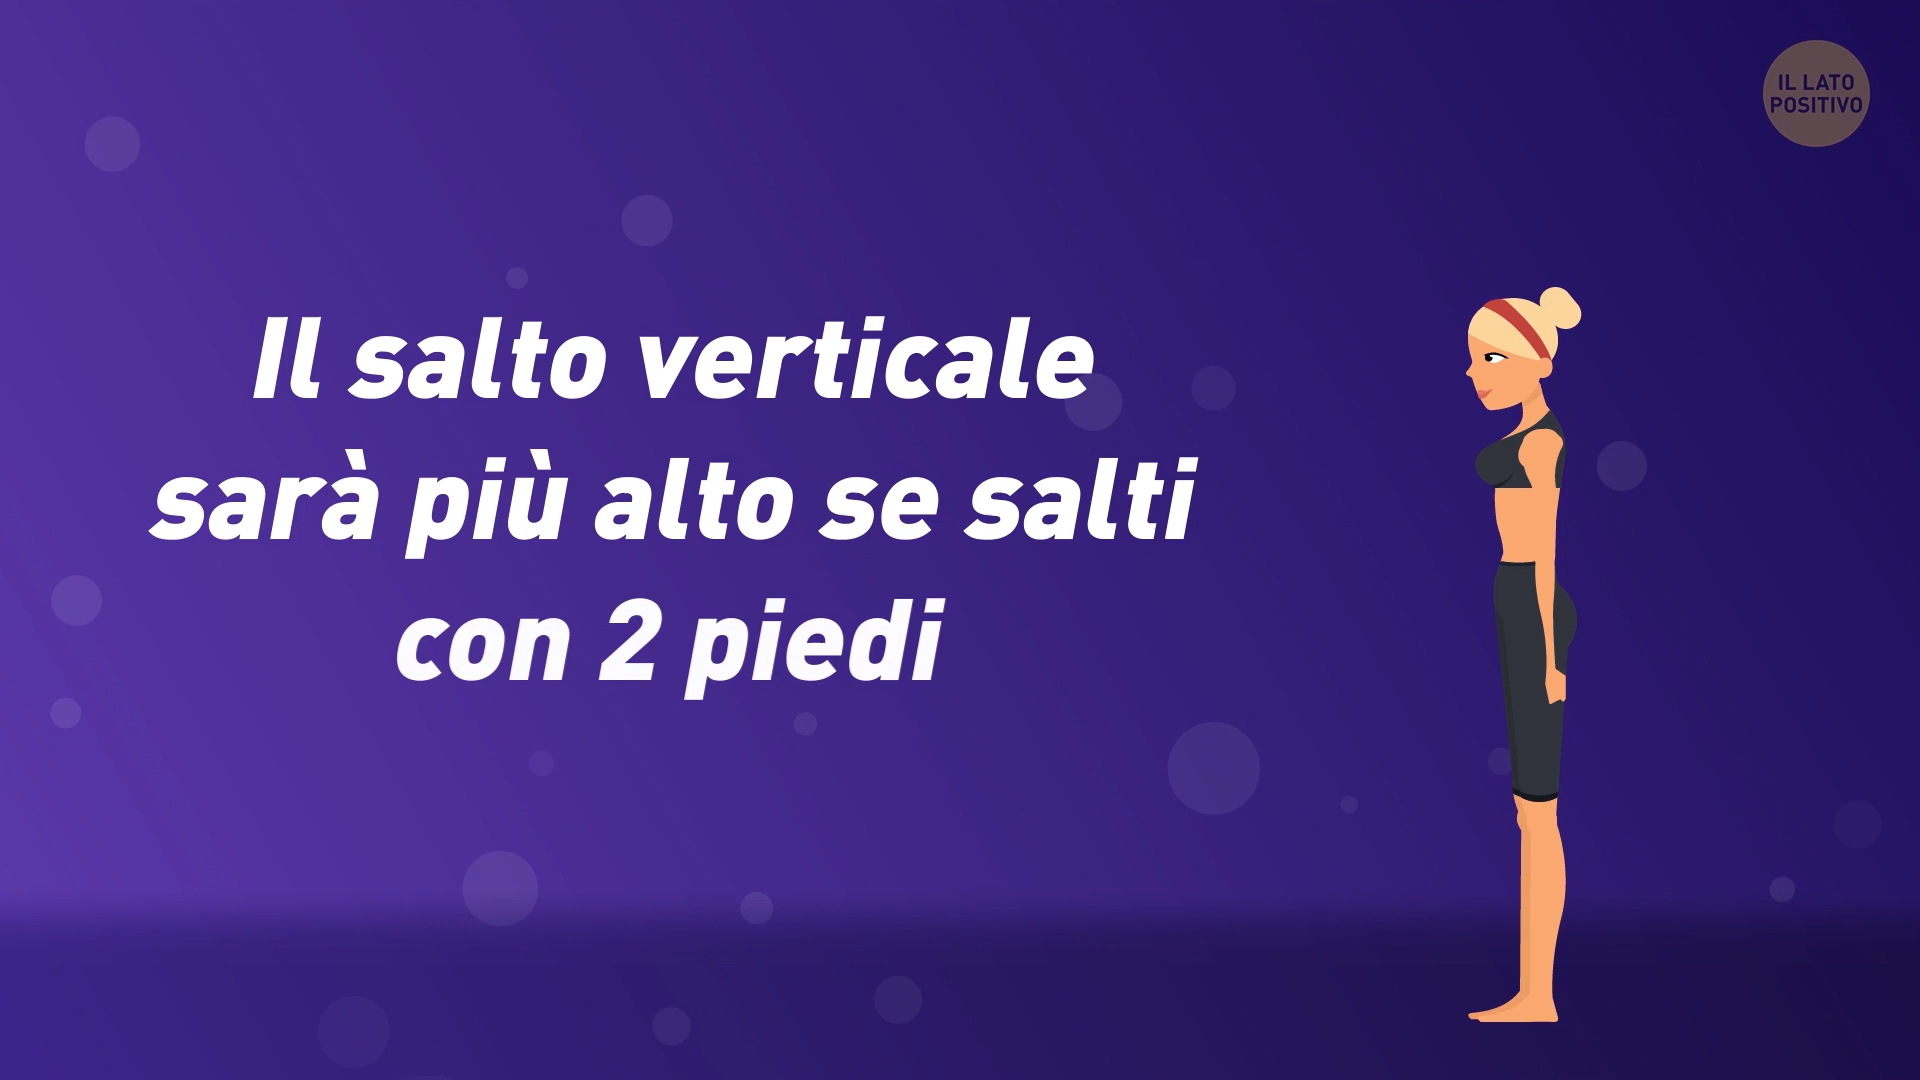 IL LATO
POSITIVO
Il salto verticale
sarà più alto se salti
con 2 piedi